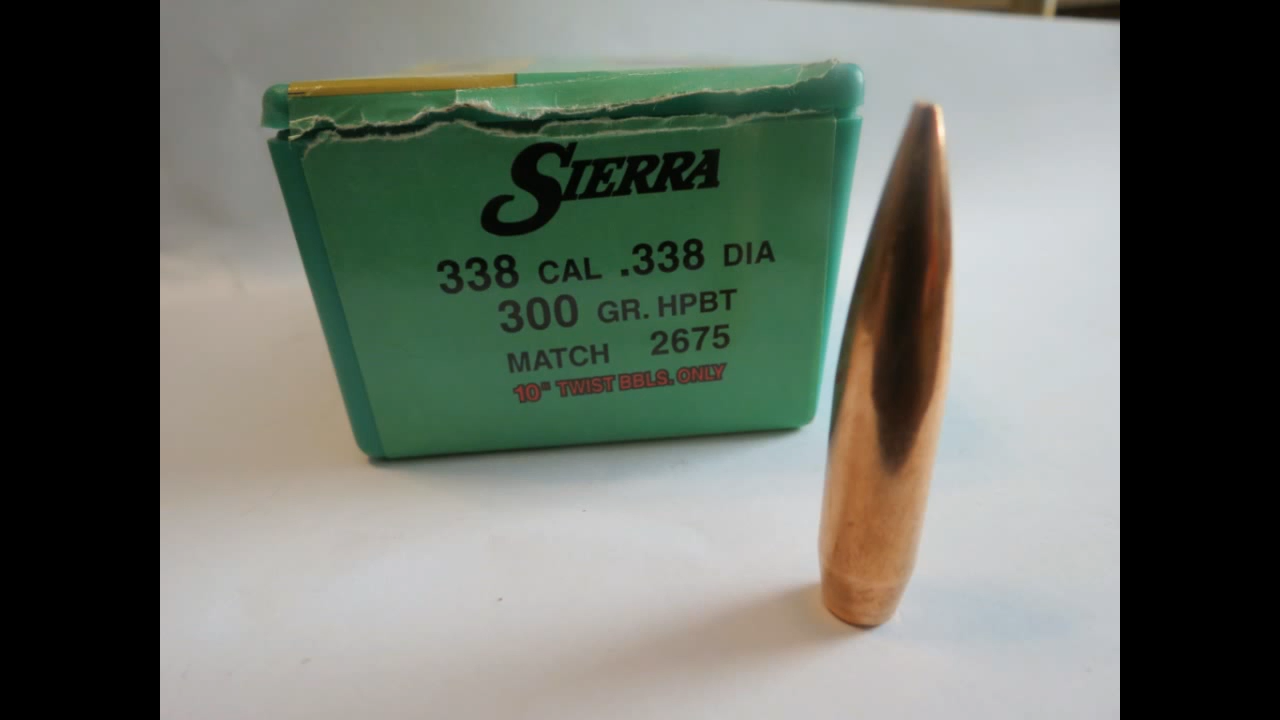 SIERRA
338 CAL .338 DIA
300 GR. HPBT
MATCH 2675
10" TWIST BBLS. ONLY